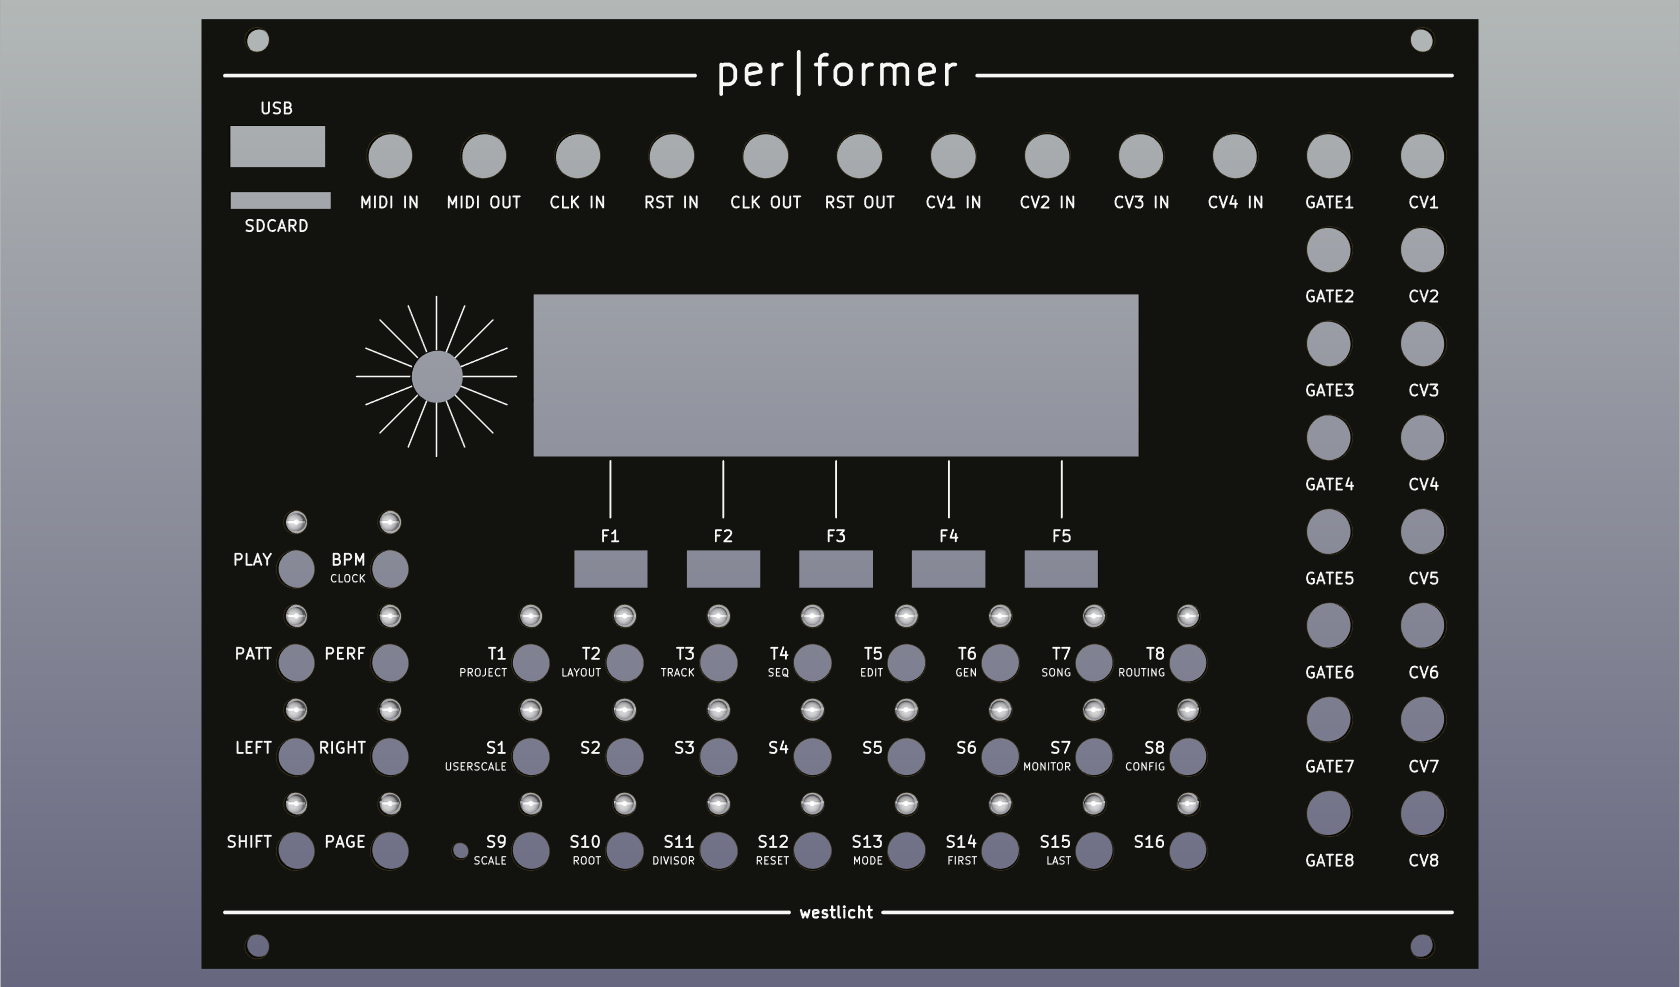 per|former
USB
MIDI IN MIDI OUT CLK IN RST IN CLK OUT RST OUT CV1 IN CV2 IN CV3 IN CV4 IN GATE1 CV1
SDCARD
GATE2 CV2
GATE3 CV3
GATE4 CV4
F1 F2 F3 F4 F5
PLAY BPM
CLOCK
GATE5 CV5
PATT PERF T1 T2 T3 T4 T5 T6 T7 T8
PROJECT LAYOUT TRACK SEQ EDIT GEN SONG ROUTING
GATE6 CV6
LEFT RIGHT S1 S2 S3 S4 S5 S6 S7 S8
USERSCALE MONITOR CONFIG
GATE7 CV7
SHIFT PAGE S9 S10 S11 S12 S13 S14 S15 S16
SCALE ROOT DIVISOR RESET MODE FIRST LAST
GATE8 CV8
westlicht